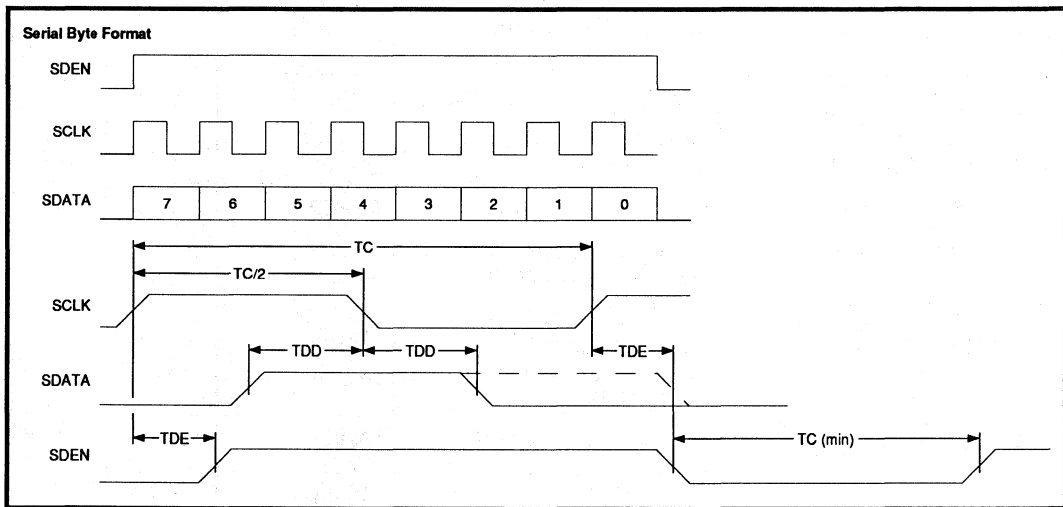 Serial Byte Format
SDEN
SCLK
SDATA
7 6 5 4 3 2 1 0
TC
TC/2
SCLK
TDD TDD TDE
SDATA
TDE
TC (min)
SDEN